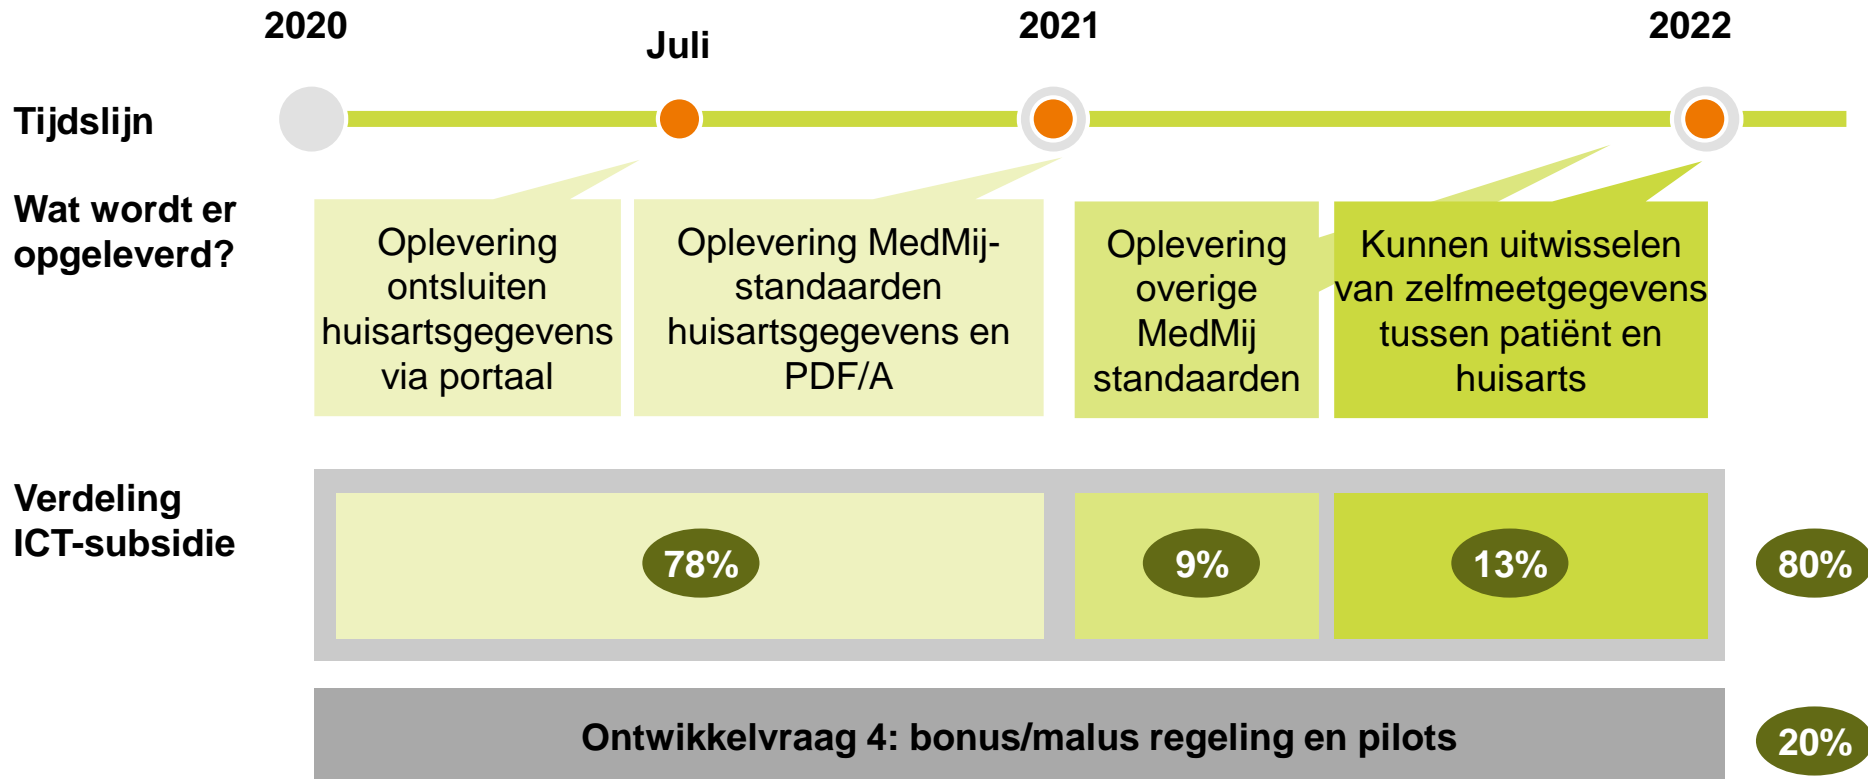 2020
Juli
2021
2022
Tijdslijn
Wat wordt er
opgeleverd?
Oplevering
ontsluiten
huisartsgegevens
via portaal
Oplevering MedMij-
standaarden
huisartsgegevens en
PDF/A
Oplevering
overige
MedMij
standaarden
Kunnen uitwisselen
van zelfmeetgegevens
tussen patiënt en
huisarts
Verdeling
ICT-subsidie
78%
9%
13%
80%
Ontwikkelvraag 4: bonus/malus regeling en pilots
20%